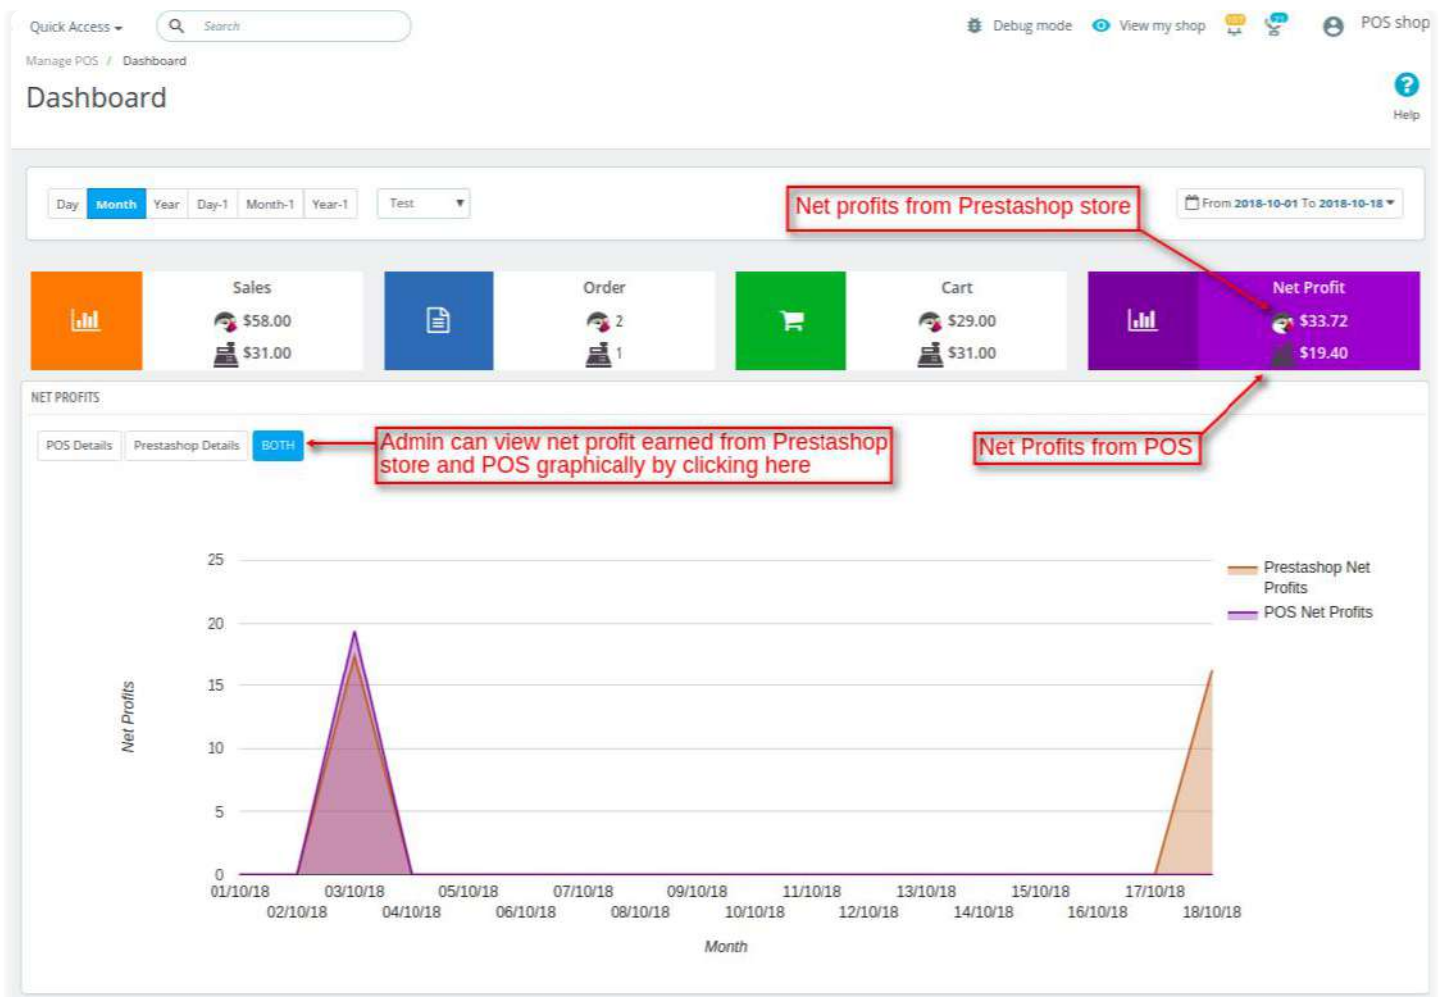 Quick Access
Search
Debug mode
View my shop
POS shop
Manage POS / Dashboard
Dashboard
Help
Day Month Year Day-1 Month-1 Year-1
Test
Net profits from Prestashop store
From 2018-10-01 To 2018-10-18
Sales
$58.00
$31.00
Order
2
1
Cart
$29.00
$31.00
Net Profit
$33.72
$19.40
NET PROFITS
POS Details Prestashop Details BOTH
Admin can view net profit earned from Prestashop
store and POS graphically by clicking here
Net Profits from POS
25
20
15
10
5
0
Net Profits
Prestashop Net
Profits
POS Net Profits
01/10/18 03/10/18 05/10/18 07/10/18 09/10/18 11/10/18 13/10/18 15/10/18 17/10/18
02/10/18 04/10/18 06/10/18 08/10/18 10/10/18 12/10/18 14/10/18 16/10/18 18/10/18
Month